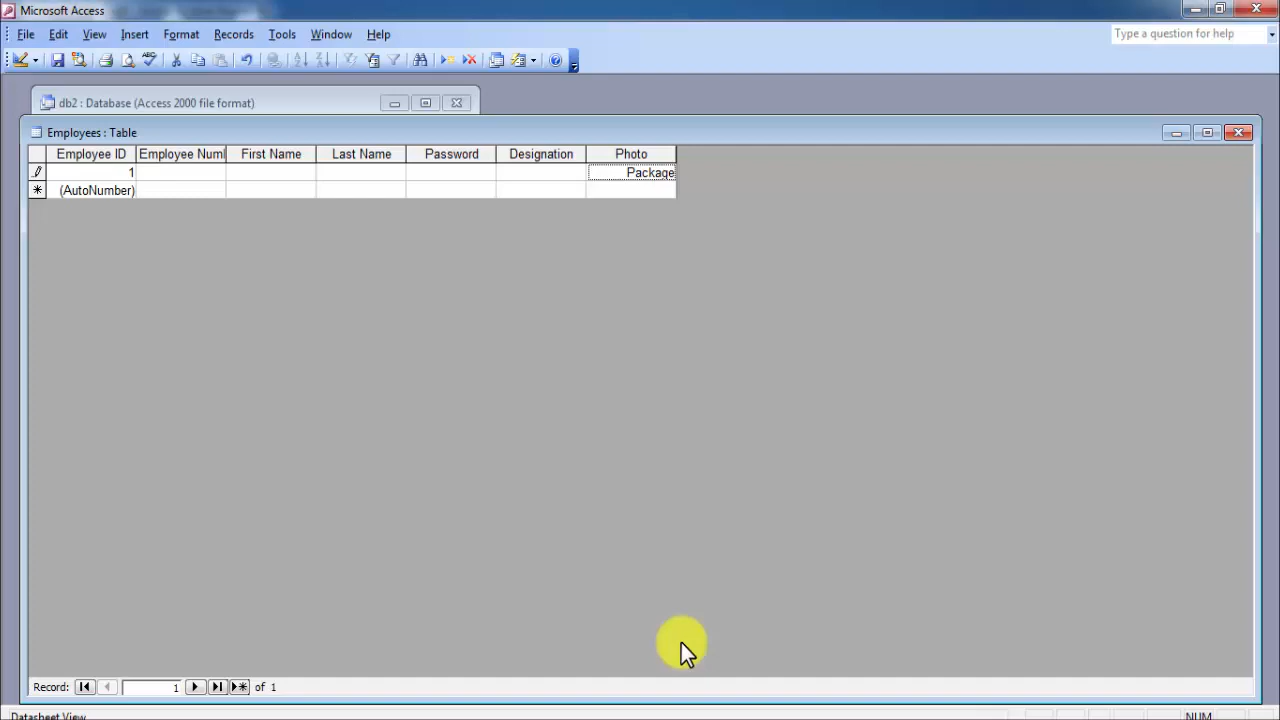 Microsoft Access
File Edit View Insert Format Records Tools Window Help
Type a question for help
db2 : Database (Access 2000 file format)
Employees : Table
Employee ID Employee Numl First Name Last Name Password Designation Photo
1 Package
(AutoNumber)
Record: 1 of 1
Datasheet View NUM